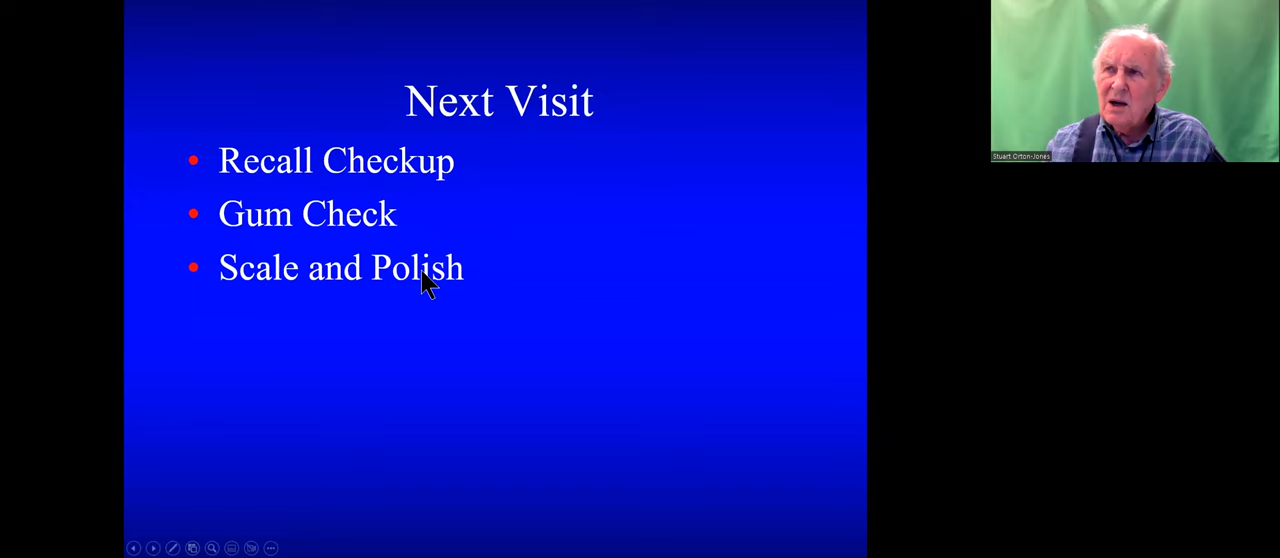 Next Visit
Recall Checkup
Gum Check
Scale and Polish
Stuart Orton-Jones